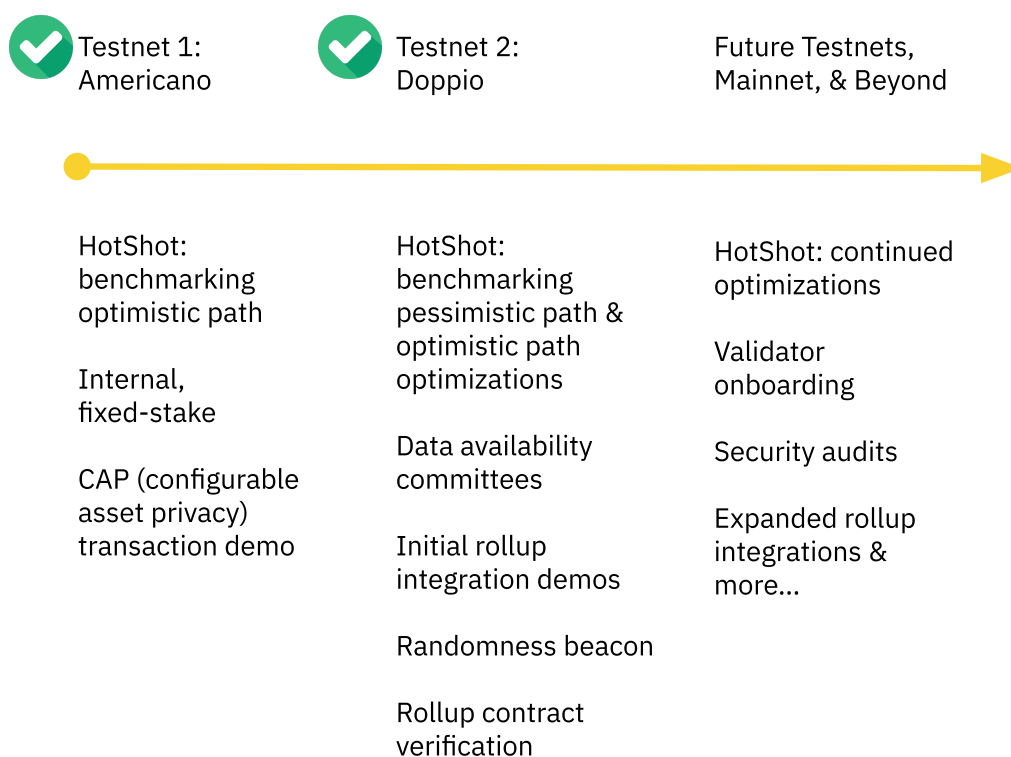 Testnet 1:
Americano
Testnet 2:
Doppio
Future Testnets,
Mainnet, & Beyond
HotShot:
benchmarking
optimistic path
Internal,
fixed-stake
CAP (configurable
asset privacy)
transaction demo
HotShot:
benchmarking
pessimistic path &
optimistic path
optimizations
Data availability
committees
Initial rollup
integration demos
Randomness beacon
Rollup contract
verification
HotShot: continued
optimizations
Validator
onboarding
Security audits
Expanded rollup
integrations &
more...